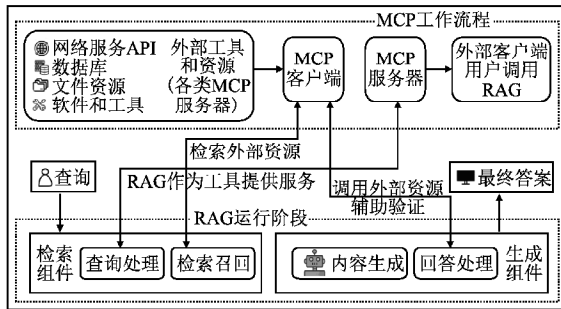 MCP工作流程
网络服务API
数据库
文件资源
软件和工具
外部工具
和资源
(各类MCP
服务器)
MCP
客户端
MCP
服务器
外部客户端
用户调用
RAG
检索外部资源
查询
RAG作为工具提供服务
调用外部资源
辅助验证
最终答案
RAG运行阶段
检索
组件
查询处理
检索召回
内容生成
回答处理
生成
组件